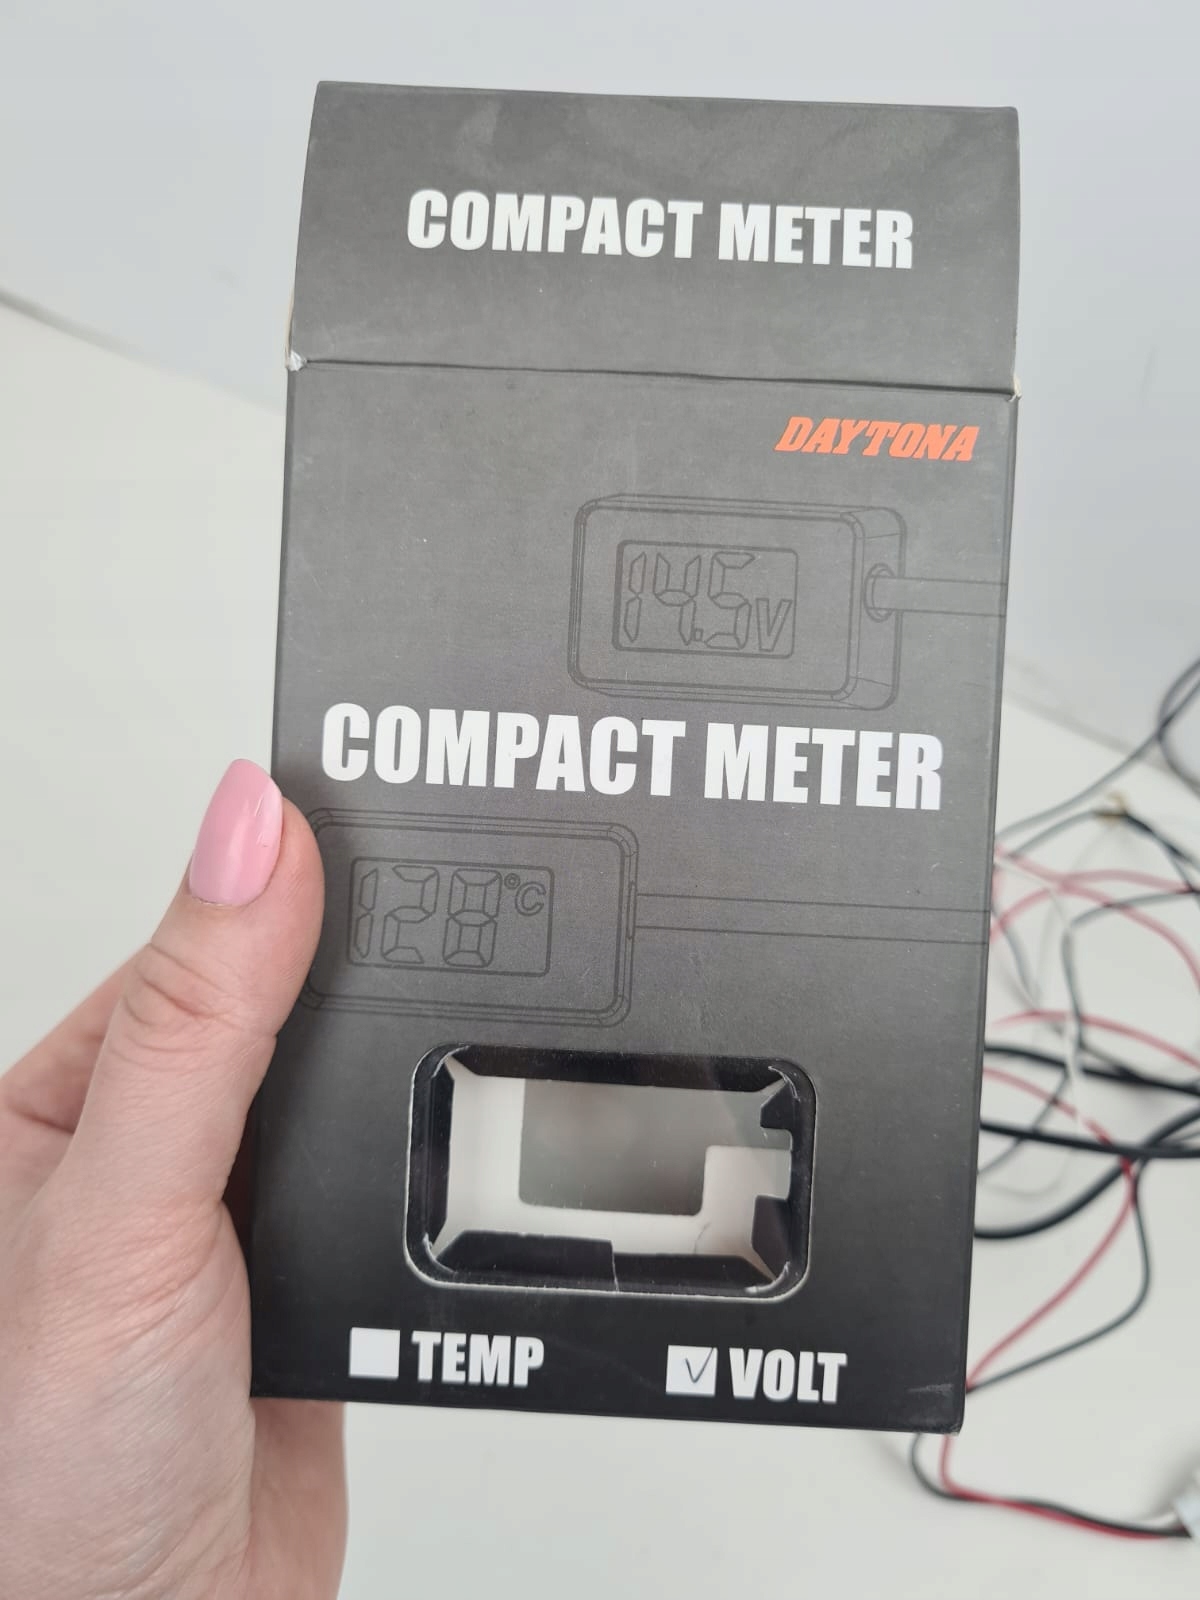 COMPACT METER
DAYTONA
14.5V
COMPACT METER
128°C
TEMP VOLT